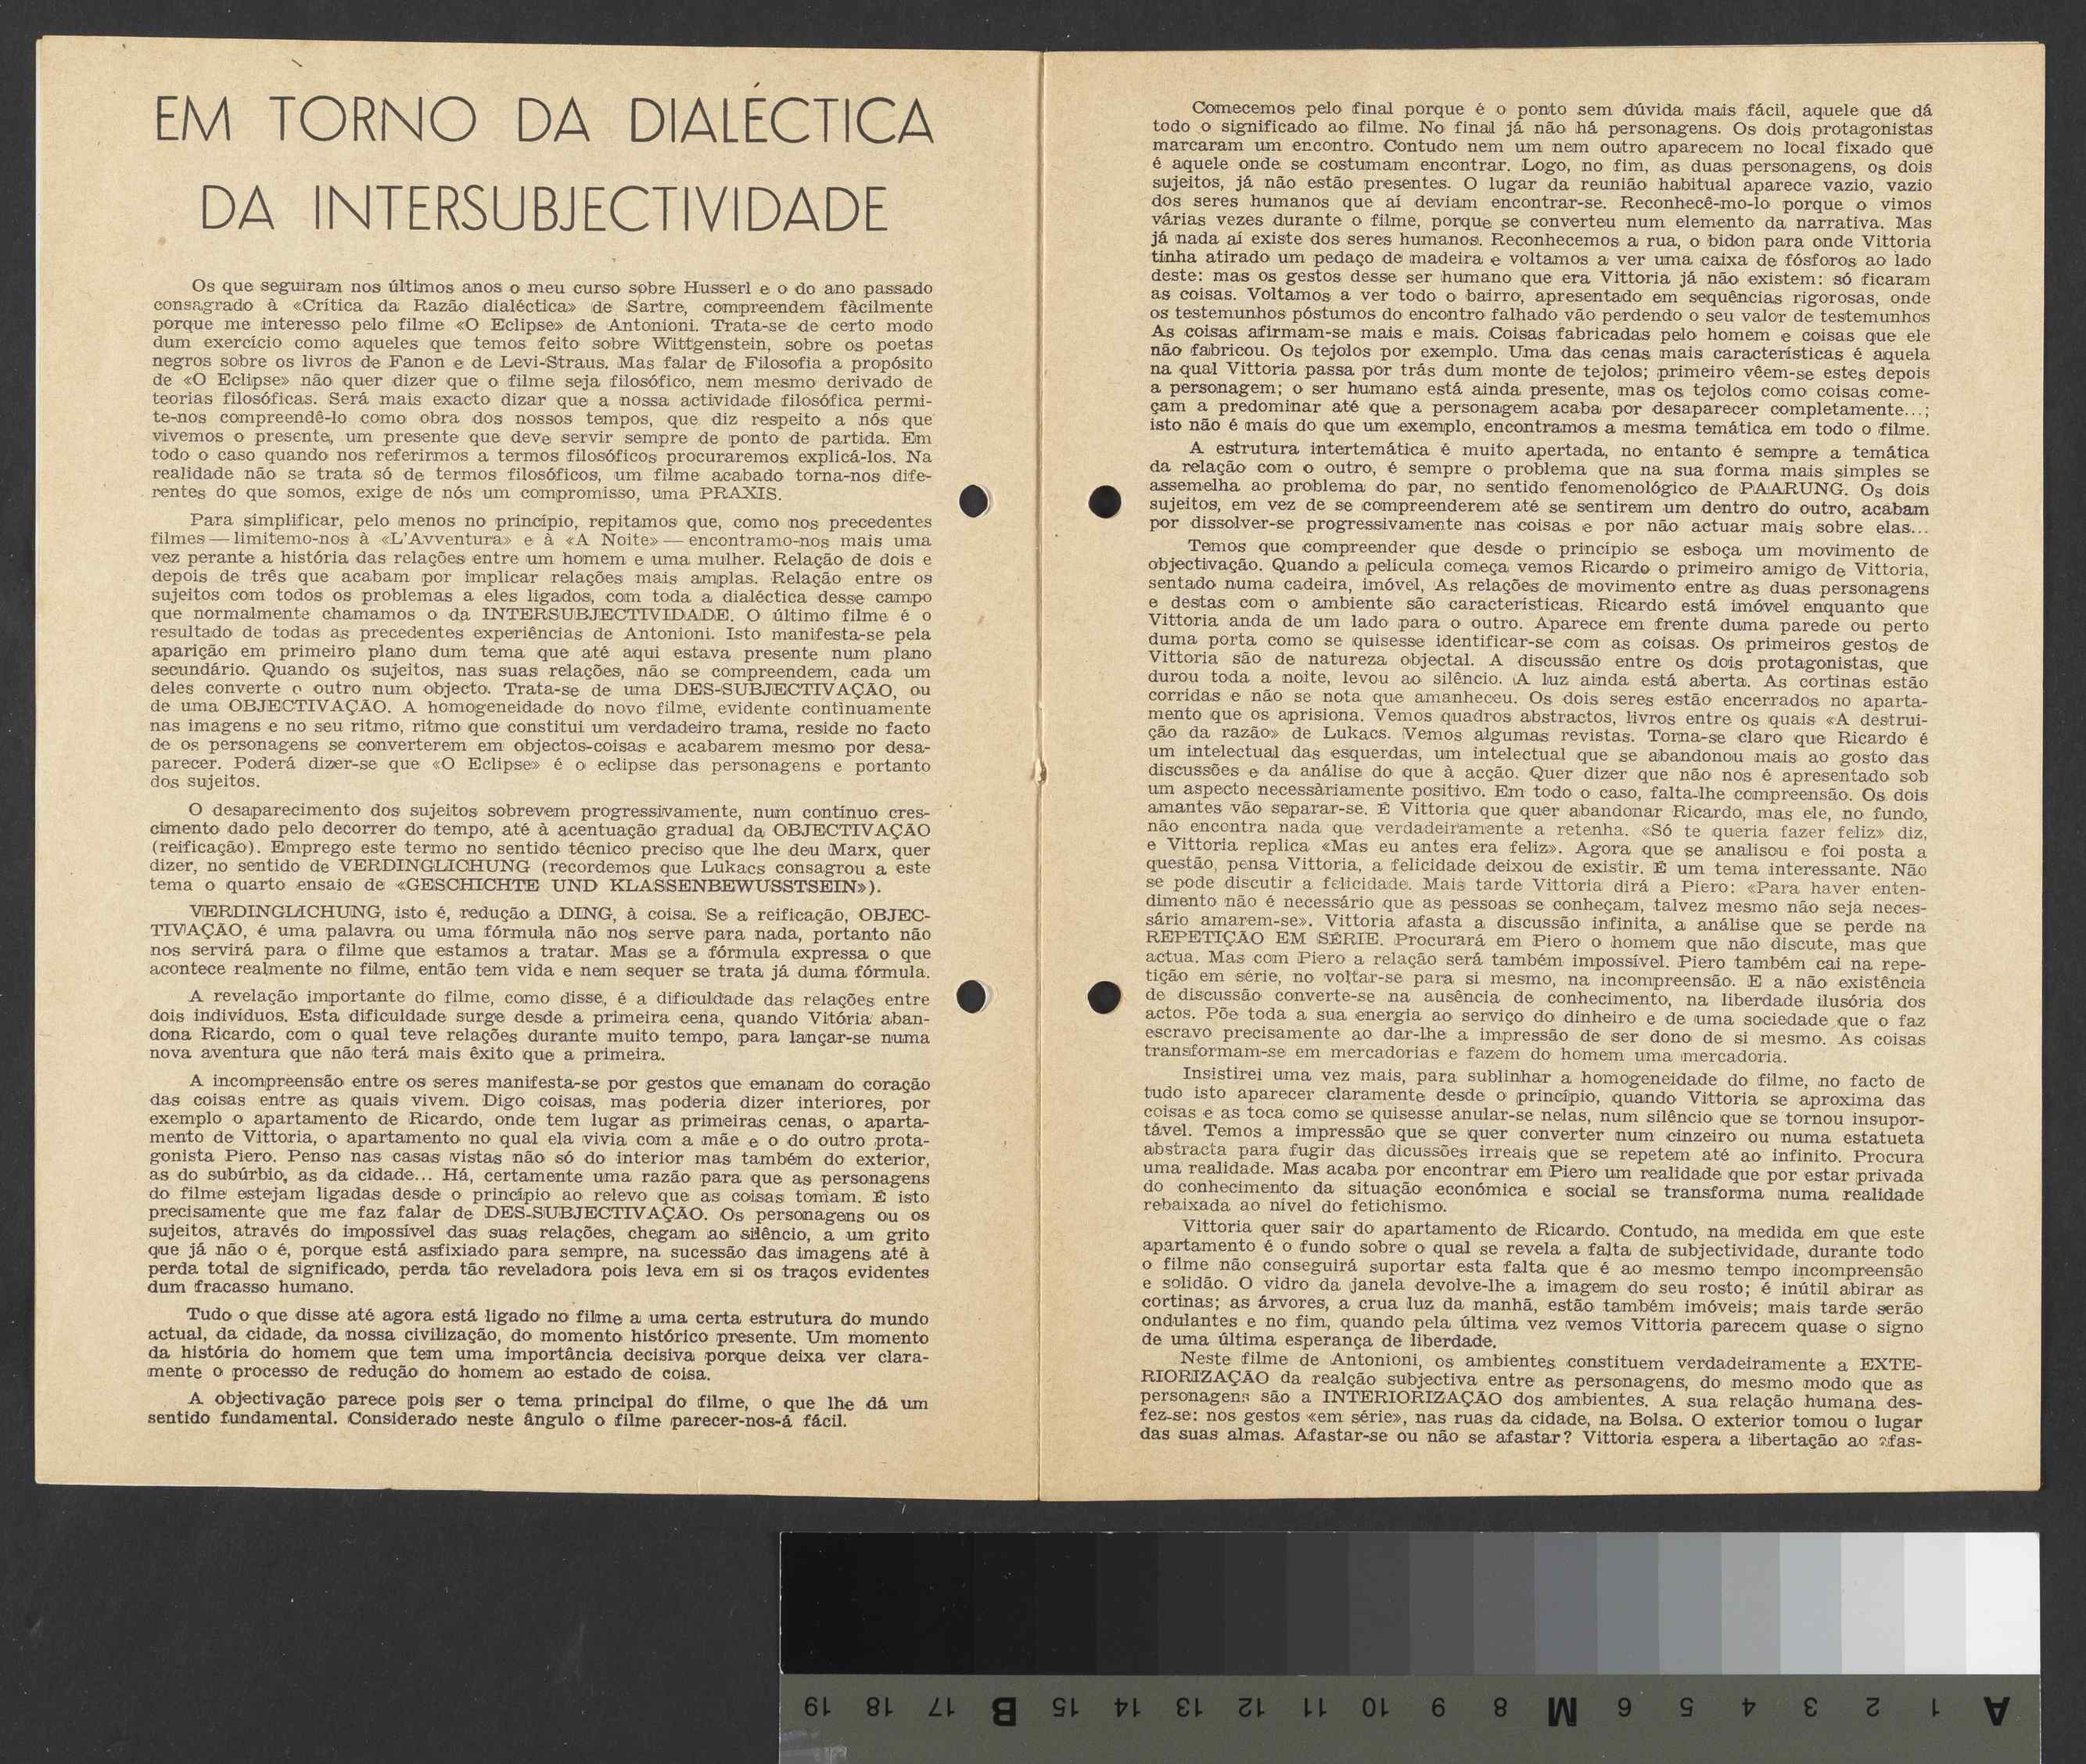 EM TORNO DA DIALÉCTICA
DA INTERSUBJECTIVIDADE
Os que seguiram nos últimos anos o meu curso sobre Husserl e o do ano passado
consagrado à «Crítica da Razão dialéctica» de Sartre, compreendem fàcilmente
porque me interesso pelo filme «O Eclipse» de Antonioni. Trata-se de certo modo
dum exercício como aqueles que temos feito sobre Wittgenstein, sobre os poetas
negros sobre os livros de Fanon e de Levi-Straus. Mas falar de Filosofia a propósito
de «O Eclipse» não quer dizer que o filme seja filosófico, nem mesmo derivado de
teorias filosóficas. Será mais exacto dizar que a nossa actividade filosófica permi-
te-nos compreendê-lo como obra dos nossos tempos, que diz respeito a nós que
vivemos o presente, um presente que deve servir sempre de ponto de partida. Em
todo o caso quando nos referirmos a termos filosóficos procuraremos explicá-los. Na
realidade não se trata só de termos filosóficos, um filme acabado torna-nos dife-
rentes do que somos, exige de nós um compromisso, uma PRAXIS.
Para simplificar, pelo menos no princípio, repitamos que, como nos precedentes
filmes — limitemo-nos à «L'Avventura» e à «A Noite» — encontramo-nos mais uma
vez perante a história das relações entre um homem e uma mulher. Relação de dois e
depois de três que acabam por implicar relações mais amplas. Relação entre os
sujeitos com todos os problemas a eles ligados, com toda a dialéctica desse campo
que normalmente chamamos o da INTERSUBJECTIVIDADE. O último filme é o
resultado de todas as precedentes experiências de Antonioni. Isto manifesta-se pela
aparição em primeiro plano dum tema que até aqui estava presente num plano
secundário. Quando os sujeitos, nas suas relações, não se compreendem, cada um
deles converte o outro num objecto. Trata-se de uma DES-SUBJECTIVAÇÃO, ou
de uma OBJECTIVAÇÃO. A homogeneidade do novo filme, evidente continuamente
nas imagens e no seu ritmo, ritmo que constitui um verdadeiro trama, reside no facto
de os personagens se converterem em objectos-coisas e acabarem mesmo por desa-
parecer. Poderá dizer-se que «O Eclipse» é o eclipse das personagens e portanto
dos sujeitos.
O desaparecimento dos sujeitos sobrevem progressivamente, num contínuo cres-
cimento dado pelo decorrer do tempo, até à acentuação gradual da OBJECTIVAÇÃO
(reificação). Emprego este termo no sentido técnico preciso que lhe deu Marx, quer
dizer, no sentido de VERDINGLICHUNG (recordemos que Lukacs consagrou a este
tema o quarto ensaio de «GESCHICHTE UND KLASSENBEWUSSTSEIN»).
VERDINGLICHUNG, isto é, redução a DING, à coisa. Se a reificação, OBJEC-
TIVAÇÃO, é uma palavra ou uma fórmula não nos serve para nada, portanto não
nos servirá para o filme que estamos a tratar. Mas se a fórmula expressa o que
acontece realmente no filme, então tem vida e nem sequer se trata já duma fórmula.
A revelação importante do filme, como disse, é a dificuldade das relações entre
dois indivíduos. Esta dificuldade surge desde a primeira cena, quando Vitória aban-
dona Ricardo, com o qual teve relações durante muito tempo, para lançar-se numa
nova aventura que não terá mais êxito que a primeira.
A incompreensão entre os seres manifesta-se por gestos que emanam do coração
das coisas entre as quais vivem. Digo coisas, mas poderia dizer interiores, por
exemplo o apartamento de Ricardo, onde tem lugar as primeiras cenas, o aparta-
mento de Vittoria, o apartamento no qual ela vivia com a mãe e o do outro prota-
gonista Piero. Penso nas casas vistas não só do interior mas também do exterior,
as do subúrbio, as da cidade... Há, certamente uma razão para que as personagens
do filme estejam ligadas desde o princípio ao relevo que as coisas tomam. É isto
precisamente que me faz falar de DES-SUBJECTIVAÇÃO. Os personagens ou os
sujeitos, através do impossível das suas relações, chegam ao silêncio, a um grito
que já não o é, porque está asfixiado para sempre, na sucessão das imagens até à
perda total de significado, perda tão reveladora pois leva em si os traços evidentes
dum fracasso humano.
Tudo o que disse até agora está ligado no filme a uma certa estrutura do mundo
actual, da cidade, da nossa civilização, do momento histórico presente. Um momento
da história do homem que tem uma importância decisiva porque deixa ver clara-
mente o processo de redução do homem ao estado de coisa.
A objectivação parece pois ser o tema principal do filme, o que lhe dá um
sentido fundamental. Considerado neste ângulo o filme parecer-nos-á fácil.
Comecemos pelo final porque é o ponto sem dúvida mais fácil, aquele que dá
todo o significado ao filme. No final já não há personagens. Os dois protagonistas
marcaram um encontro. Contudo nem um nem outro aparecem no local fixado que
é aquele onde se costumam encontrar. Logo, no fim, as duas personagens, os dois
sujeitos, já não estão presentes. O lugar da reunião habitual aparece vazio, vazio
dos seres humanos que aí deviam encontrar-se. Reconhecê-mo-lo porque o vimos
várias vezes durante o filme, porque se converteu num elemento da narrativa. Mas
já nada aí existe dos seres humanos. Reconhecemos a rua, o bidon para onde Vittoria
tinha atirado um pedaço de madeira e voltamos a ver uma caixa de fósforos ao lado
deste: mas os gestos desse ser humano que era Vittoria já não existem: só ficaram
as coisas. Voltamos a ver todo o bairro, apresentado em sequências rigorosas, onde
os testemunhos póstumos do encontro falhado vão perdendo o seu valor de testemunhos
As coisas afirmam-se mais e mais. Coisas fabricadas pelo homem e coisas que ele
não fabricou. Os tejolos por exemplo. Uma das cenas mais características é aquela
na qual Vittoria passa por trás dum monte de tejolos; primeiro vêem-se estes depois
a personagem; o ser humano está ainda presente, mas os tejolos como coisas come-
çam a predominar até que a personagem acaba por desaparecer completamente...;
isto não é mais do que um exemplo, encontramos a mesma temática em todo o filme.
A estrutura intertemática é muito apertada, no entanto é sempre a temática
da relação com o outro, é sempre o problema que na sua forma mais simples se
assemelha ao problema do par, no sentido fenomenológico de PAARUNG. Os dois
sujeitos, em vez de se compreenderem até se sentirem um dentro do outro, acabam
por dissolver-se progressivamente nas coisas e por não actuar mais sobre elas...
Temos que compreender que desde o princípio se esboça um movimento de
objectivação. Quando a película começa vemos Ricardo o primeiro amigo de Vittoria,
sentado numa cadeira, imóvel, As relações de movimento entre as duas personagens
e destas com o ambiente são características. Ricardo está imóvel enquanto que
Vittoria anda de um lado para o outro. Aparece em frente duma parede ou perto
duma porta como se quisesse identificar-se com as coisas. Os primeiros gestos de
Vittoria são de natureza objectal. A discussão entre os dois protagonistas, que
durou toda a noite, levou ao silêncio. A luz ainda está aberta. As cortinas estão
corridas e não se nota que amanheceu. Os dois seres estão encerrados no aparta-
mento que os aprisiona. Vemos quadros abstractos, livros entre os quais «A destrui-
ção da razão» de Lukacs. Vemos algumas revistas. Torna-se claro que Ricardo é
um intelectual das esquerdas, um intelectual que se abandonou mais ao gosto das
discussões e da análise do que à acção. Quer dizer que não nos é apresentado sob
um aspecto necessàriamente positivo. Em todo o caso, falta-lhe compreensão. Os dois
amantes vão separar-se. É Vittoria que quer abandonar Ricardo, mas ele, no fundo,
não encontra nada que verdadeiramente a retenha. «Só te queria fazer feliz» diz,
e Vittoria replica «Mas eu antes era feliz». Agora que se analisou e foi posta a
questão, pensa Vittoria, a felicidade deixou de existir. É um tema interessante. Não
se pode discutir a felicidade. Mais tarde Vittoria dirá a Piero: «Para haver enten-
dimento não é necessário que as pessoas se conheçam, talvez mesmo não seja neces-
sário amarem-se». Vittoria afasta a discussão infinita, a análise que se perde na
REPETIÇÃO EM SÉRIE. Procurará em Piero o homem que não discute, mas que
actua. Mas com Piero a relação será também impossível. Piero também cai na repe-
tição em série, no voltar-se para si mesmo, na incompreensão. E a não existência
de discussão converte-se na ausência de conhecimento, na liberdade ilusória dos
actos. Põe toda a sua energia ao serviço do dinheiro e de uma sociedade que o faz
escravo precisamente ao dar-lhe a impressão de ser dono de si mesmo. As coisas
transformam-se em mercadorias e fazem do homem uma mercadoria.
Insistirei uma vez mais, para sublinhar a homogeneidade do filme, no facto de
tudo isto aparecer claramente desde o princípio, quando Vittoria se aproxima das
coisas e as toca como se quisesse anular-se nelas, num silêncio que se tornou insupor-
tável. Temos a impressão que se quer converter num cinzeiro ou numa estatueta
abstracta para fugir das dicussões irreais que se repetem até ao infinito. Procura
uma realidade. Mas acaba por encontrar em Piero um realidade que por estar privada
do conhecimento da situação económica e social se transforma numa realidade
rebaixada ao nível do fetichismo.
Vittoria quer sair do apartamento de Ricardo. Contudo, na medida em que este
apartamento é o fundo sobre o qual se revela a falta de subjectividade, durante todo
o filme não conseguirá suportar esta falta que é ao mesmo tempo incompreensão
e solidão. O vidro da janela devolve-lhe a imagem do seu rosto; é inútil abirar as
cortinas; as árvores, a crua luz da manhã, estão também imóveis; mais tarde serão
ondulantes e no fim, quando pela última vez vemos Vittoria parecem quase o signo
de uma última esperança de liberdade.
Neste filme de Antonioni, os ambientes constituem verdadeiramente a EXTE-
RIORIZAÇÃO da realção subjectiva entre as personagens, do mesmo modo que as
personagens são a INTERIORIZAÇÃO dos ambientes. A sua relação humana des-
fez-se: nos gestos «em série», nas ruas da cidade, na Bolsa. O exterior tomou o lugar
das suas almas. Afastar-se ou não se afastar? Vittoria espera a libertação ao afas-
A 1 2 3 4 5 6 M 8 9 10 11 12 13 14 15 B 17 18 19